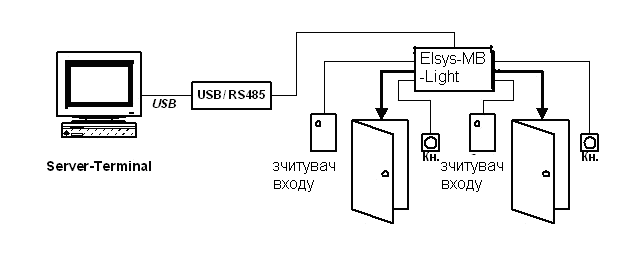 Elsys-MB
-Light
USB/RS485
USB
Server-Terminal
зчитувач
входу
Кн.
зчитувач
входу
Кн.